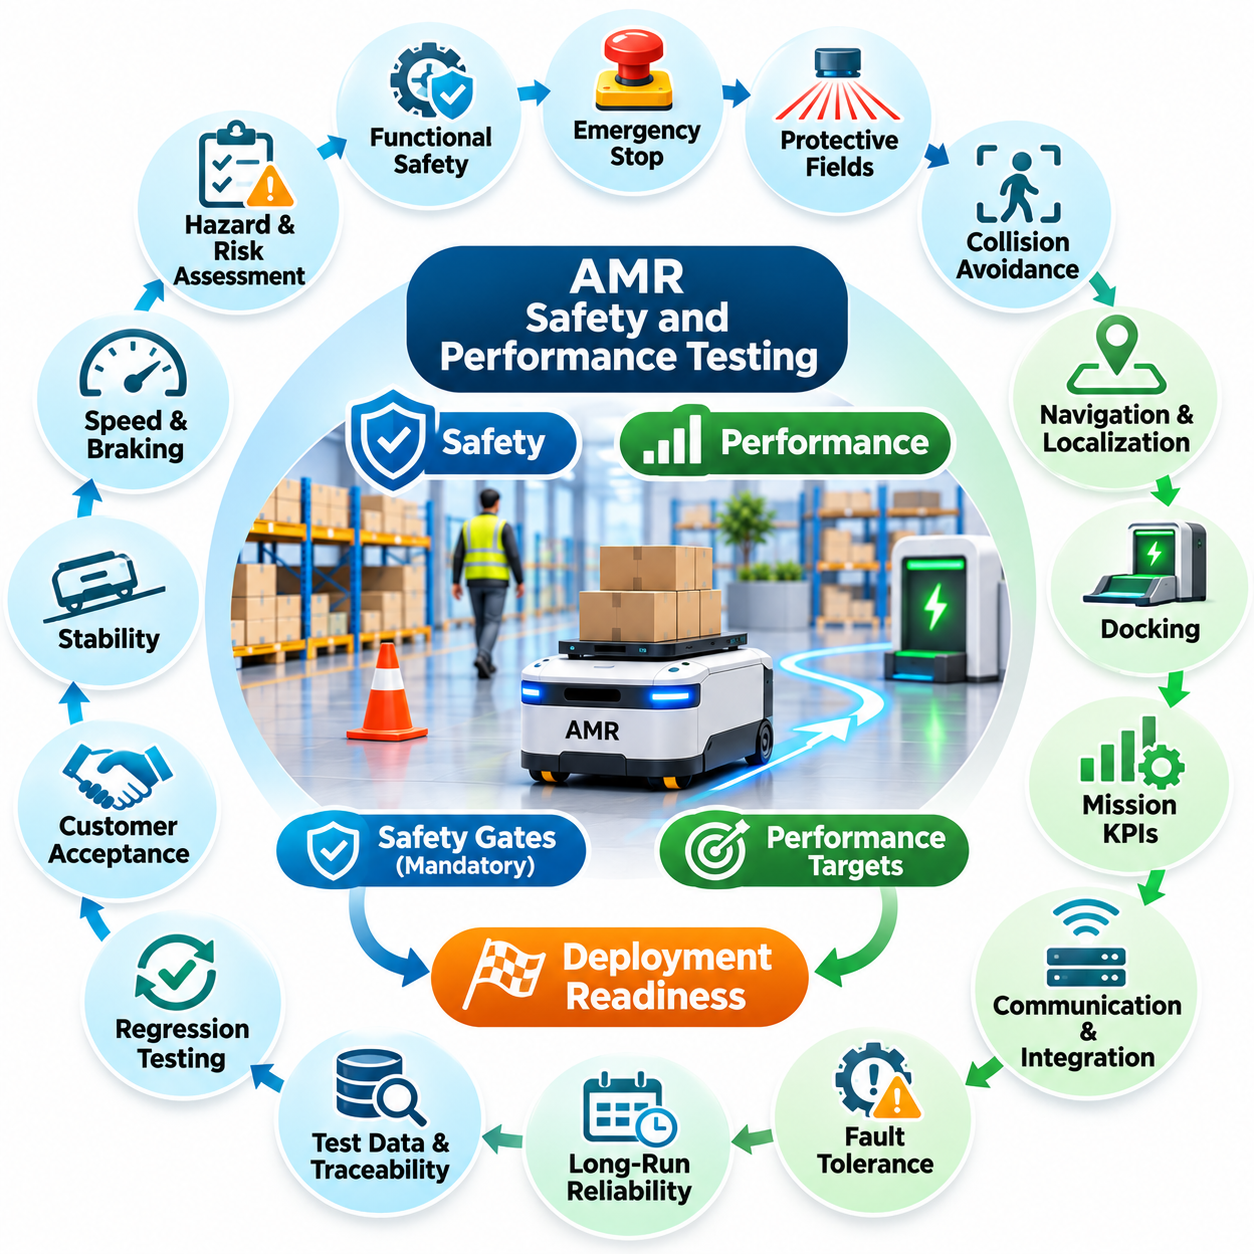 Functional
Safety
Emergency
Stop
Protective
Fields
Hazard &
Risk
Assessment
Collision
Avoidance
AMR
Safety and
Performance Testing
Speed &
Braking
Safety
Performance
Navigation &
Localization
Stability
Docking
AMR
Customer
Acceptance
Safety Gates
(Mandatory)
Performance
Targets
Mission
KPIs
Deployment
Readiness
Regression
Testing
Communication
&
Integration
Test Data &
Traceability
Long-Run
Reliability
Fault
Tolerance